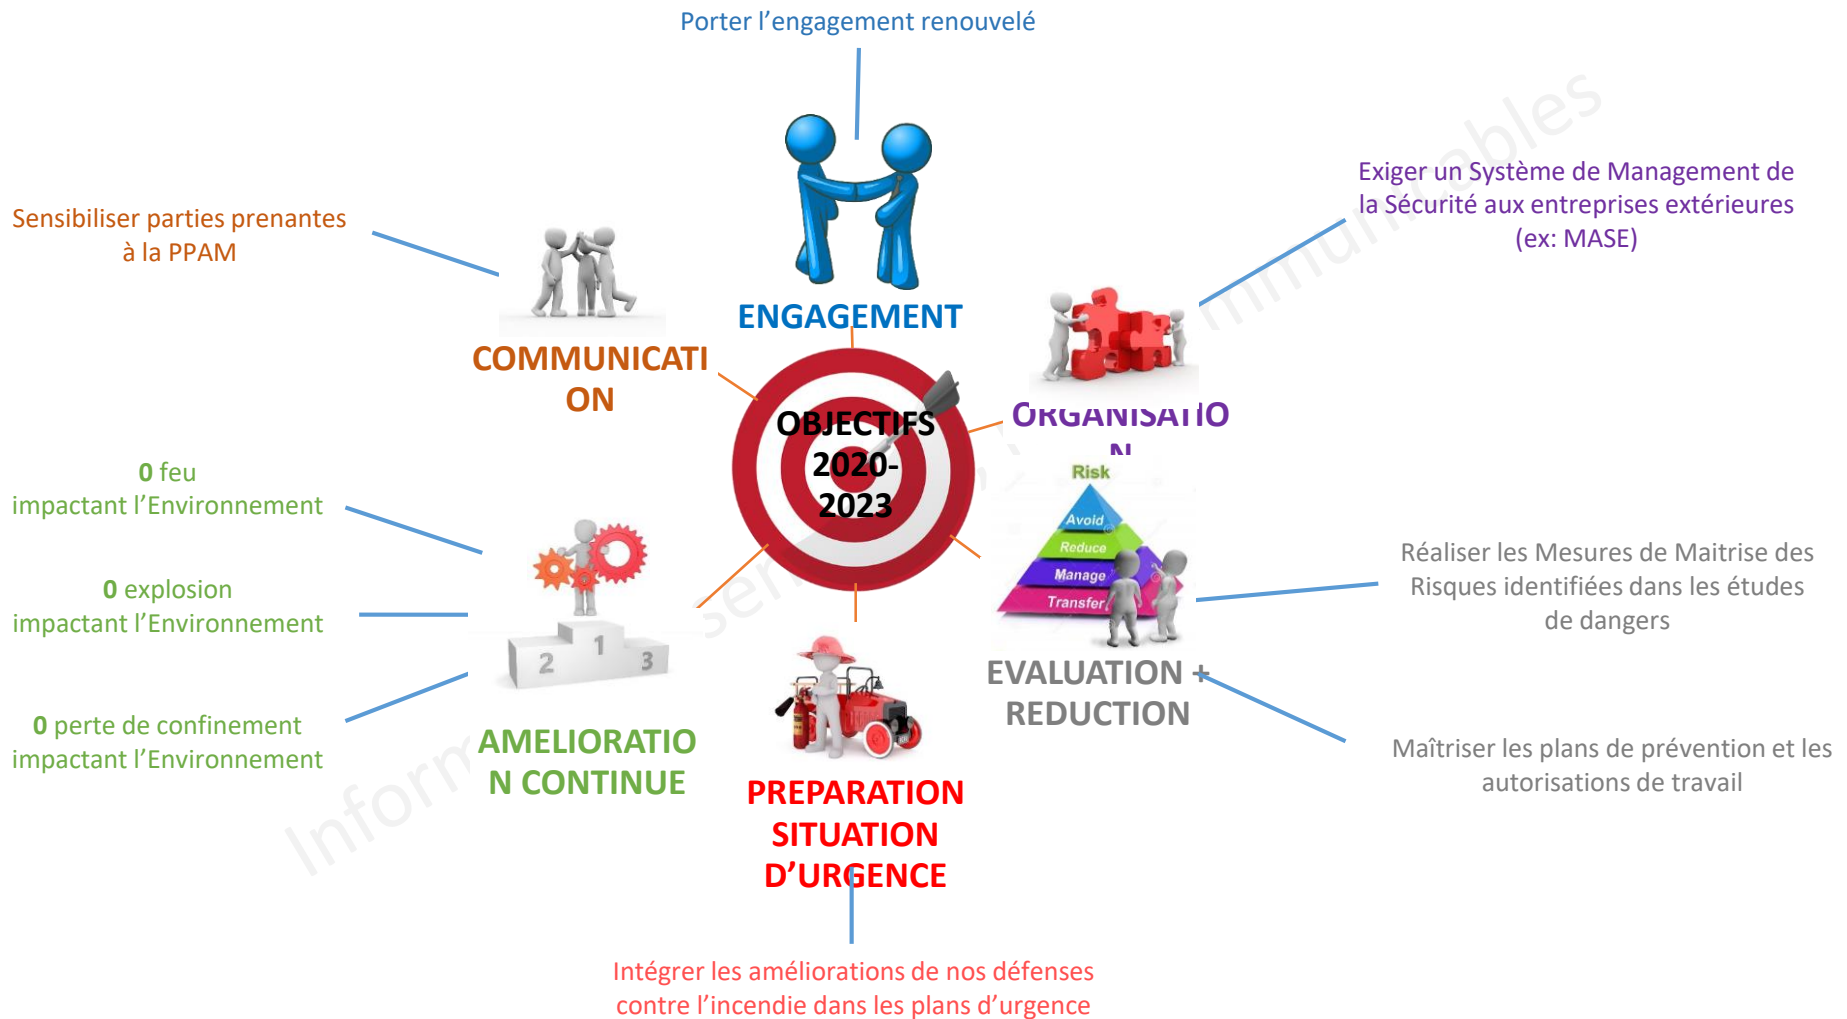 Porter l’engagement renouvelé
Exiger un Système de Management de
la Sécurité aux entreprises extérieures
(ex: MASE)
Sensibiliser parties prenantes
à la PPAM
ENGAGEMENT
COMMUNICATI
ON
ORGANISATIO
N
OBJECTIFS
2020-
2023
0 feu
impactant l’Environnement
0 explosion
impactant l’Environnement
0 perte de confinement
impactant l’Environnement
1
2
3
AMELIORATIO
N CONTINUE
Risk
Avoid
Reduce
Manage
Transfer
EVALUATION +
REDUCTION
Réaliser les Mesures de Maitrise des
Risques identifiées dans les études
de dangers
Maîtriser les plans de prévention et les
autorisations de travail
PREPARATION
SITUATION
D’URGENCE
Intégrer les améliorations de nos défenses
contre l’incendie dans les plans d’urgence